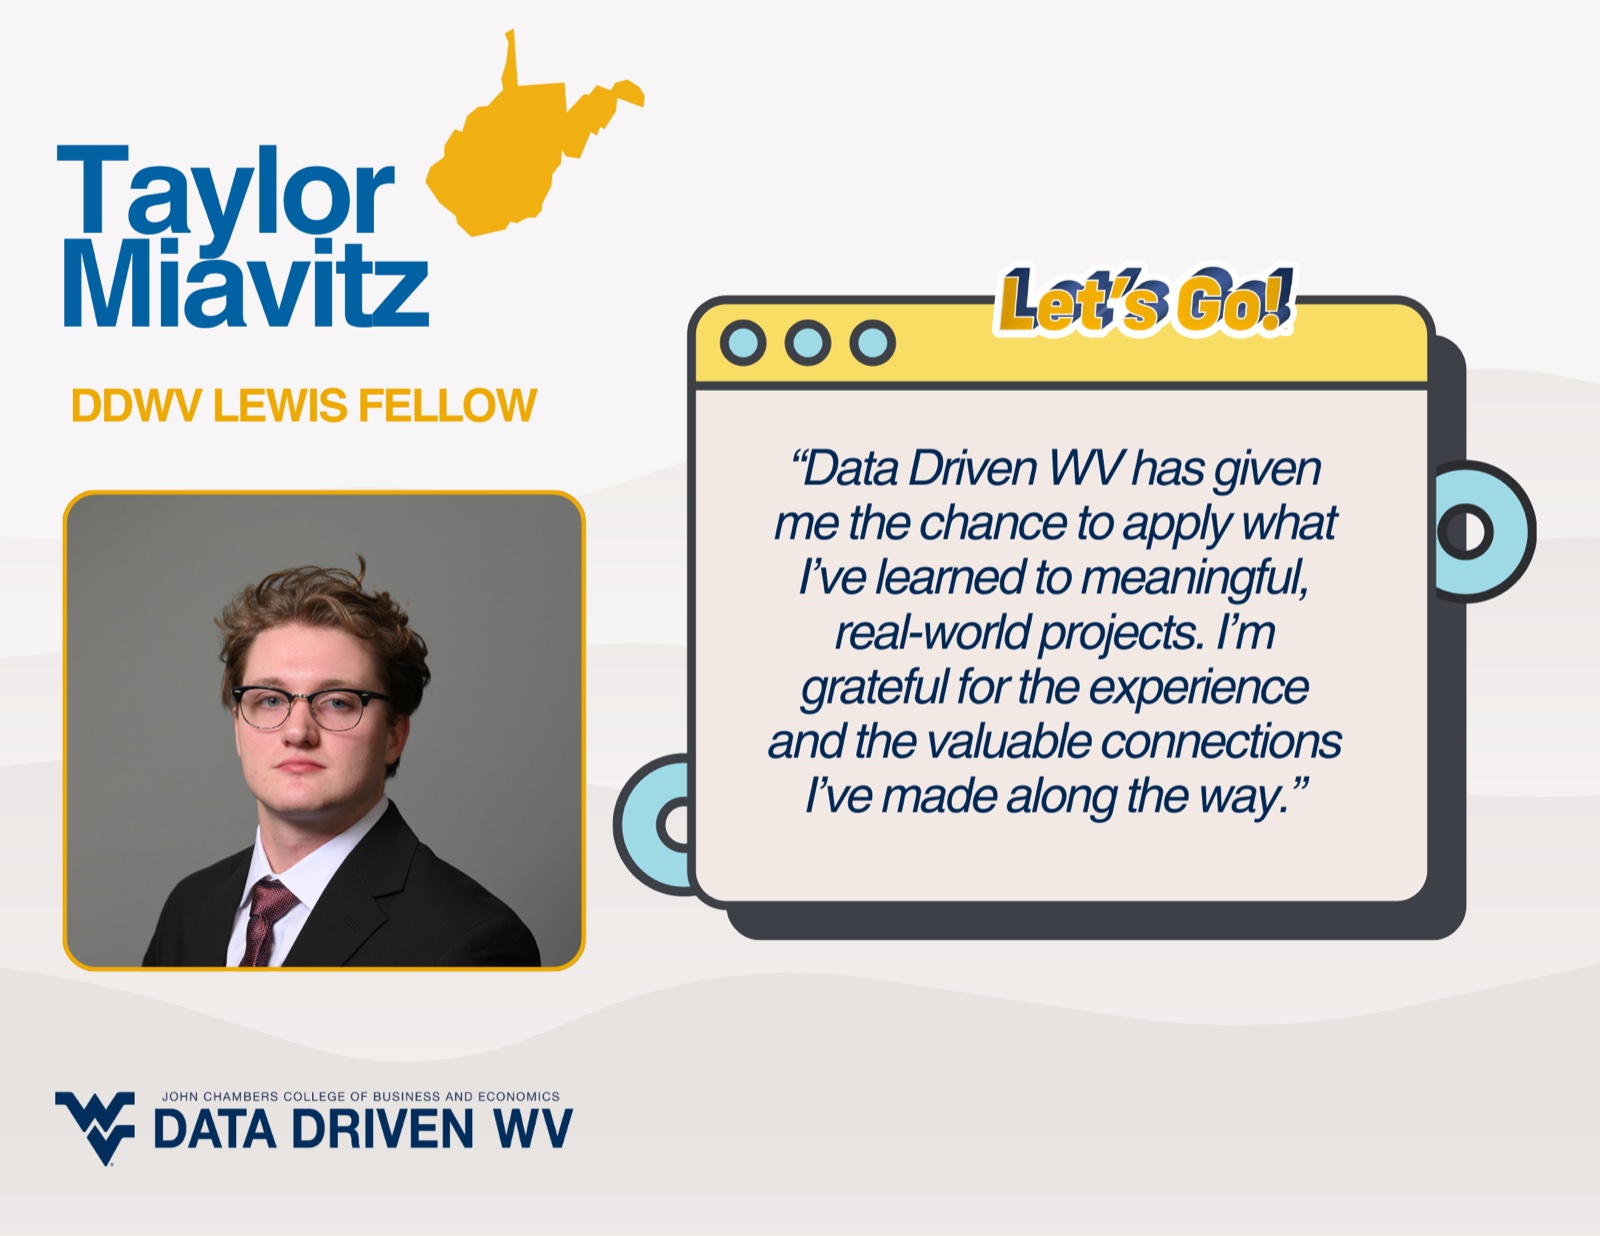 Taylor
Miavitz
DDWV LEWIS FELLOW
Let's Go!
“Data Driven WV has given
me the chance to apply what
I’ve learned to meaningful,
real-world projects. I’m
grateful for the experience
and the valuable connections
I’ve made along the way.”
JOHN CHAMBERS COLLEGE OF BUSINESS AND ECONOMICS
DATA DRIVEN WV